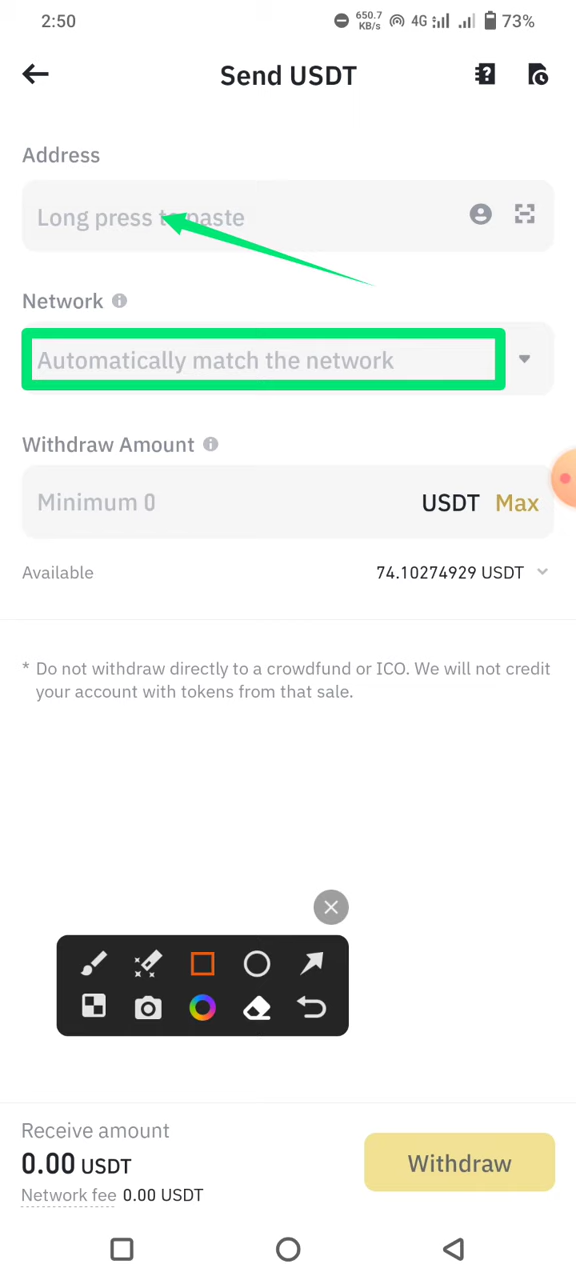 2:50
650.7
KB/s
4G
73%
Send USDT
Address
Long press to paste
Network
Automatically match the network
Withdraw Amount
Minimum 0
USDT Max
Available
74.10274929 USDT
* Do not withdraw directly to a crowdfund or ICO. We will not credit
your account with tokens from that sale.
Receive amount
0.00 USDT
Network fee 0.00 USDT
Withdraw